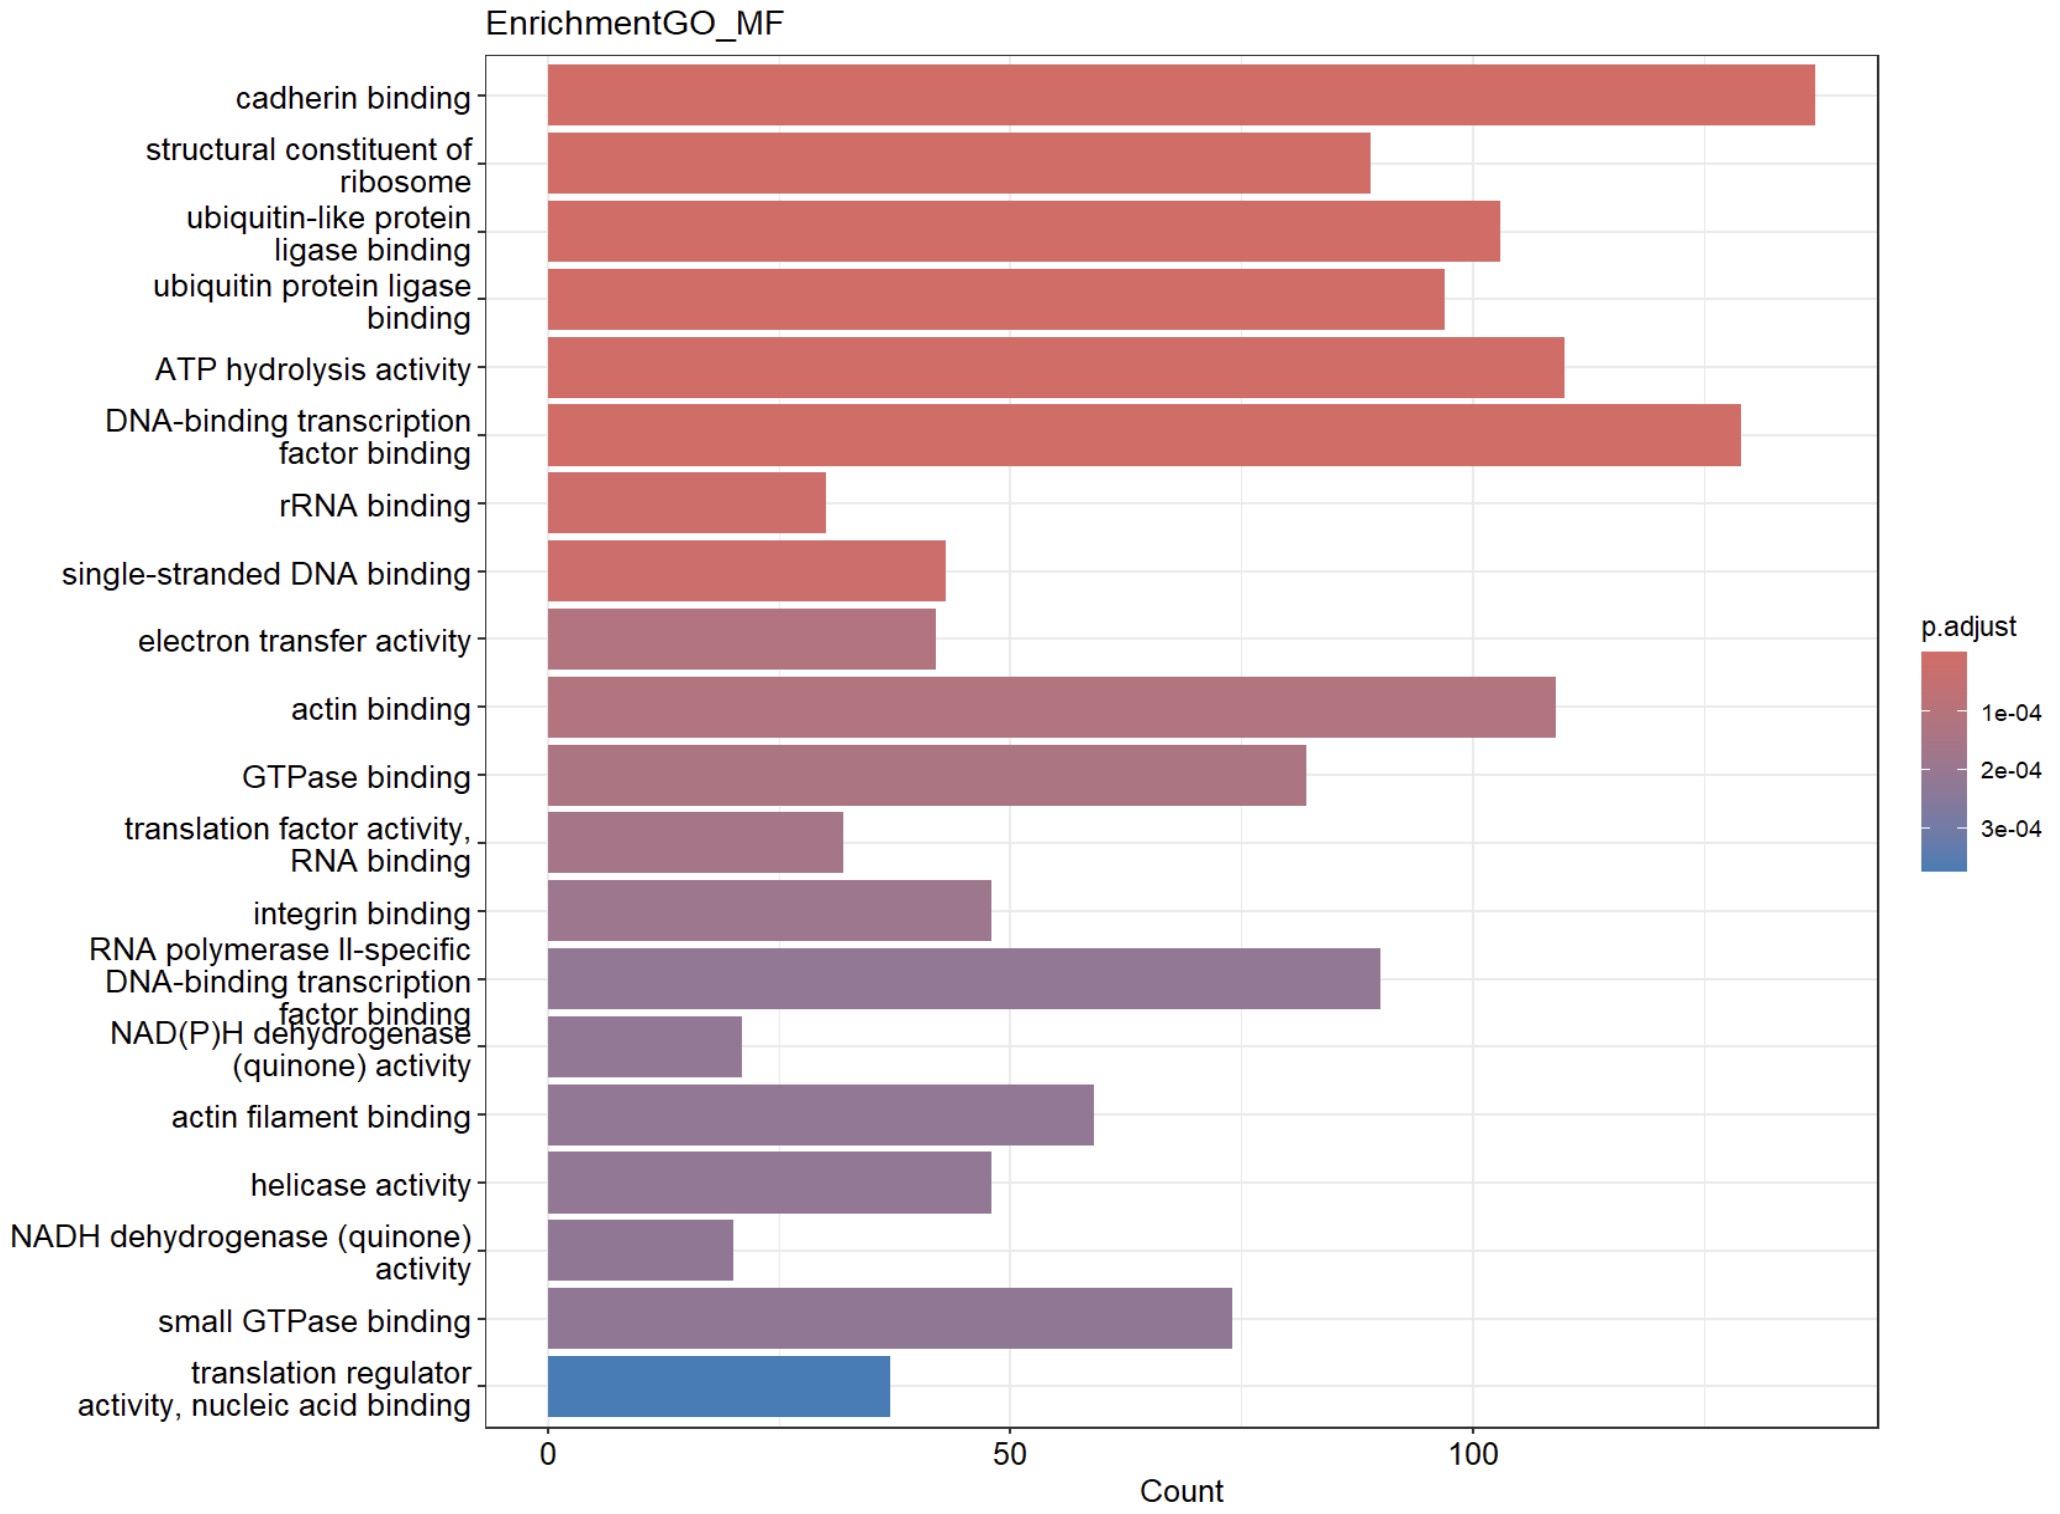 EnrichmentGO_MF
cadherin binding
structural constituent of
ribosome
ubiquitin-like protein
ligase binding
ubiquitin protein ligase
binding
ATP hydrolysis activity
DNA-binding transcription
factor binding
rRNA binding
single-stranded DNA binding
electron transfer activity
actin binding
GTPase binding
translation factor activity,
RNA binding
integrin binding
RNA polymerase II-specific
DNA-binding transcription
factor binding
NAD(P)H dehydrogenase
(quinone) activity
actin filament binding
helicase activity
NADH dehydrogenase (quinone)
activity
small GTPase binding
translation regulator
activity, nucleic acid binding
0 50 100
Count
p.adjust
1e-04
2e-04
3e-04